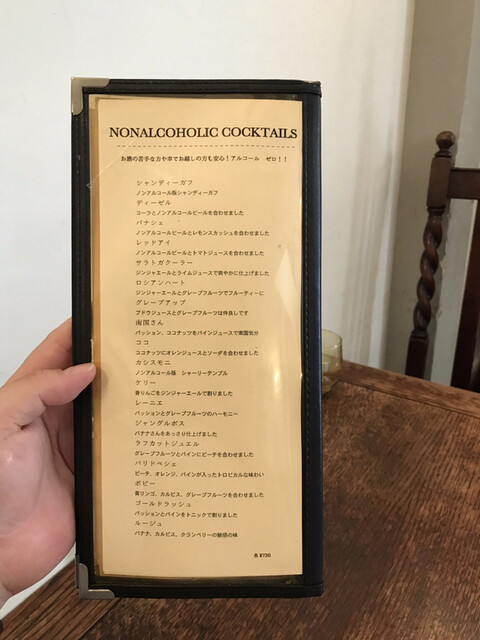 NONALCOHOLIC COCKTAILS
お酒の苦手な方や車でお越しの方も安心！アルコール ゼロ！！
シャンディーガフ
ノンアルコール版シャンディーガフ
ディーゼル
コーラとノンアルコールビールを合わせました
パナシェ
ノンアルコールビールとレモンスカッシュを合わせました
レッドアイ
ノンアルコールビールとトマトジュースを合わせました
サラトガクーラー
ジンジャエールとライムジュースで爽やかに仕上げました
ロシアンハート
ジンジャーエールとグレープフルーツでフルーティーに
グレープアップ
ブドウジュースとグレープフルーツは仲良しです
南国さん
パッション、ココナッツをパインジュースで南国気分
ココ
ココナッツにオレンジュースとソーダを合わせました
カシスモニ
ノンアルコール版 シャーリーテンプル
ケリー
青りんごをジンジャーエールで割りました
レーニエ
パッションとグレープフルーツのハーモニー
ジャングルボス
バナナさんをあっさり仕上げました
ラフカットジュエル
グレープフルーツとパインにピーチを合わせました
パリドペシェ
ピーチ、オレンジ、パインが入ったトロピカルな味わい
ポピー
青リンゴ、カルピス、グレープフルーツを合わせました
ゴールドラッシュ
パッションとパインをトニックで割りました
ルージュ
バナナ、カルピス、クランベリーの魅惑の味
各 ¥730